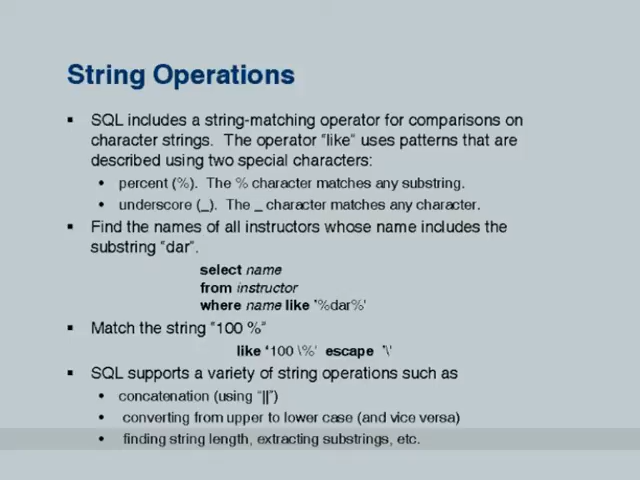 String Operations
▪ SQL includes a string-matching operator for comparisons on
character strings. The operator "like" uses patterns that are
described using two special characters:
• percent (%). The % character matches any substring.
• underscore (_). The _ character matches any character.
▪ Find the names of all instructors whose name includes the
substring "dar".
select name
from instructor
where name like '%dar%'
▪ Match the string "100 %"
like '100 \%' escape '\'
▪ SQL supports a variety of string operations such as
• concatenation (using "||")
• converting from upper to lower case (and vice versa)
• finding string length, extracting substrings, etc.